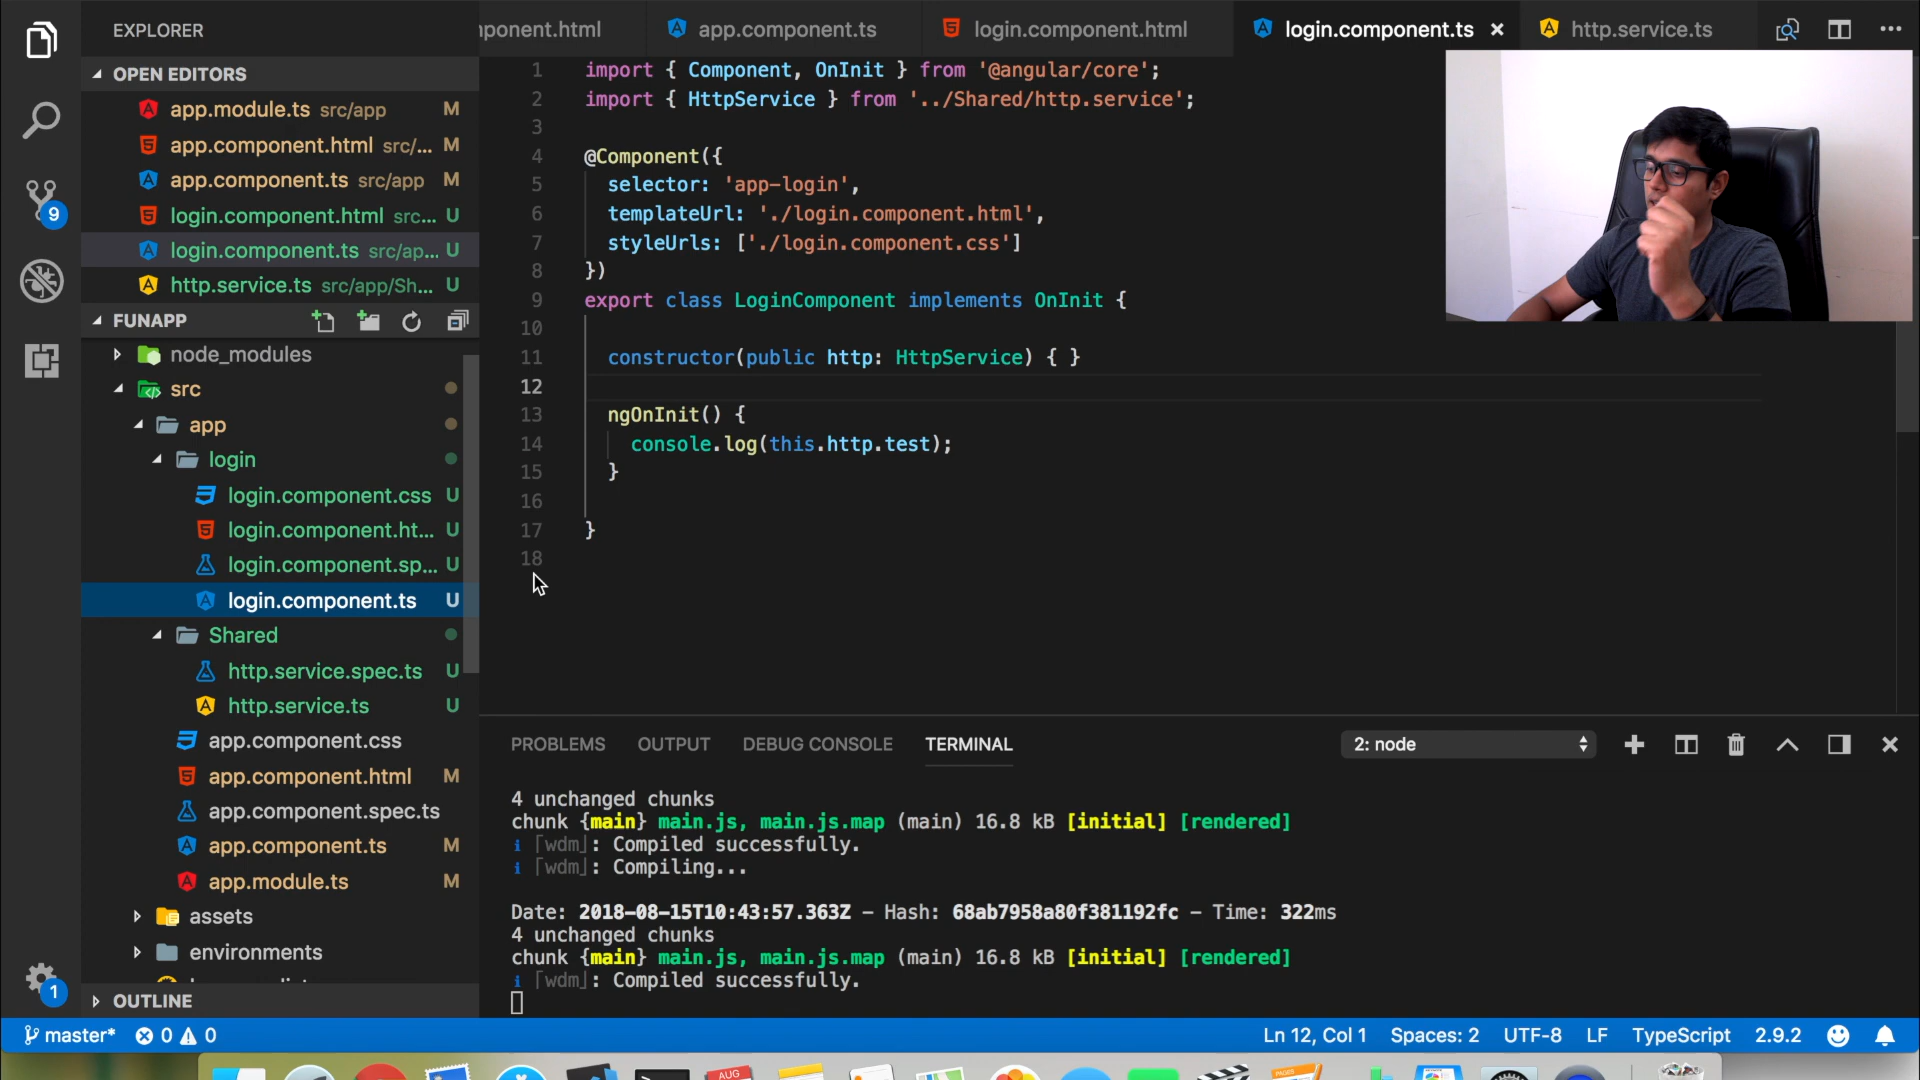 EXPLORER
OPEN EDITORS
app.module.ts src/app M
app.component.html src/... M
app.component.ts src/app M
login.component.html src... U
login.component.ts src/ap... U
http.service.ts src/app/Sh... U
FUNAPP
node_modules
src
app
login
login.component.css U
login.component.ht... U
login.component.sp... U
login.component.ts U
Shared
http.service.spec.ts U
http.service.ts U
app.component.css
app.component.html M
app.component.spec.ts
app.component.ts M
app.module.ts M
assets
environments
OUTLINE
9
1
mponent.html app.component.ts login.component.html login.component.ts http.service.ts
1 import { Component, OnInit } from '@angular/core';
2 import { HttpService } from '../Shared/http.service';
3
4 @Component({
5 selector: 'app-login',
6 templateUrl: './login.component.html',
7 styleUrls: ['./login.component.css']
8 })
9 export class LoginComponent implements OnInit {
10
11 constructor(public http: HttpService) { }
12
13 ngOnInit() {
14 console.log(this.http.test);
15 }
16
17 }
18
PROBLEMS OUTPUT DEBUG CONSOLE TERMINAL 2: node
4 unchanged chunks
chunk {main} main.js, main.js.map (main) 16.8 kB [initial] [rendered]
i ｢wdm｣: Compiled successfully.
i ｢wdm｣: Compiling...
Date: 2018-08-15T10:43:57.363Z - Hash: 68ab7958a80f381192fc - Time: 322ms
4 unchanged chunks
chunk {main} main.js, main.js.map (main) 16.8 kB [initial] [rendered]
i ｢wdm｣: Compiled successfully.
master* 0 0 Ln 12, Col 1 Spaces: 2 UTF-8 LF TypeScript 2.9.2
AUG
PAGES